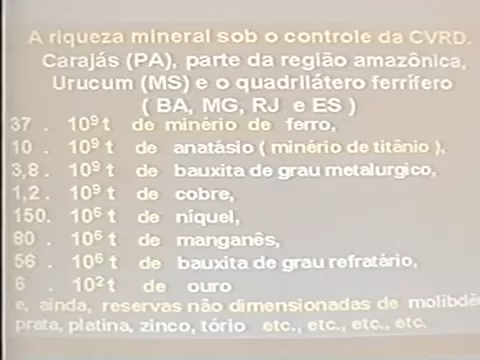 A riqueza mineral sob o controle da CVRD.
Carajás (PA), parte da região amazônica,
Urucum (MS) e o quadrilátero ferrífero
( BA, MG, RJ e ES )
37 . 10⁹ t de minério de ferro,
10 . 10⁹ t de anatásio ( minério de titânio ),
3,8 . 10⁹ t de bauxita de grau metalurgico,
1,2 . 10⁹ t de cobre,
150. 10⁶ t de níquel,
80 . 10⁶ t de manganês,
56 . 10⁶ t de bauxita de grau refratário,
6 . 10² t de ouro
e, ainda, reservas não dimensionadas de molibdê
prata, platina, zinco, tório etc., etc., etc., etc.